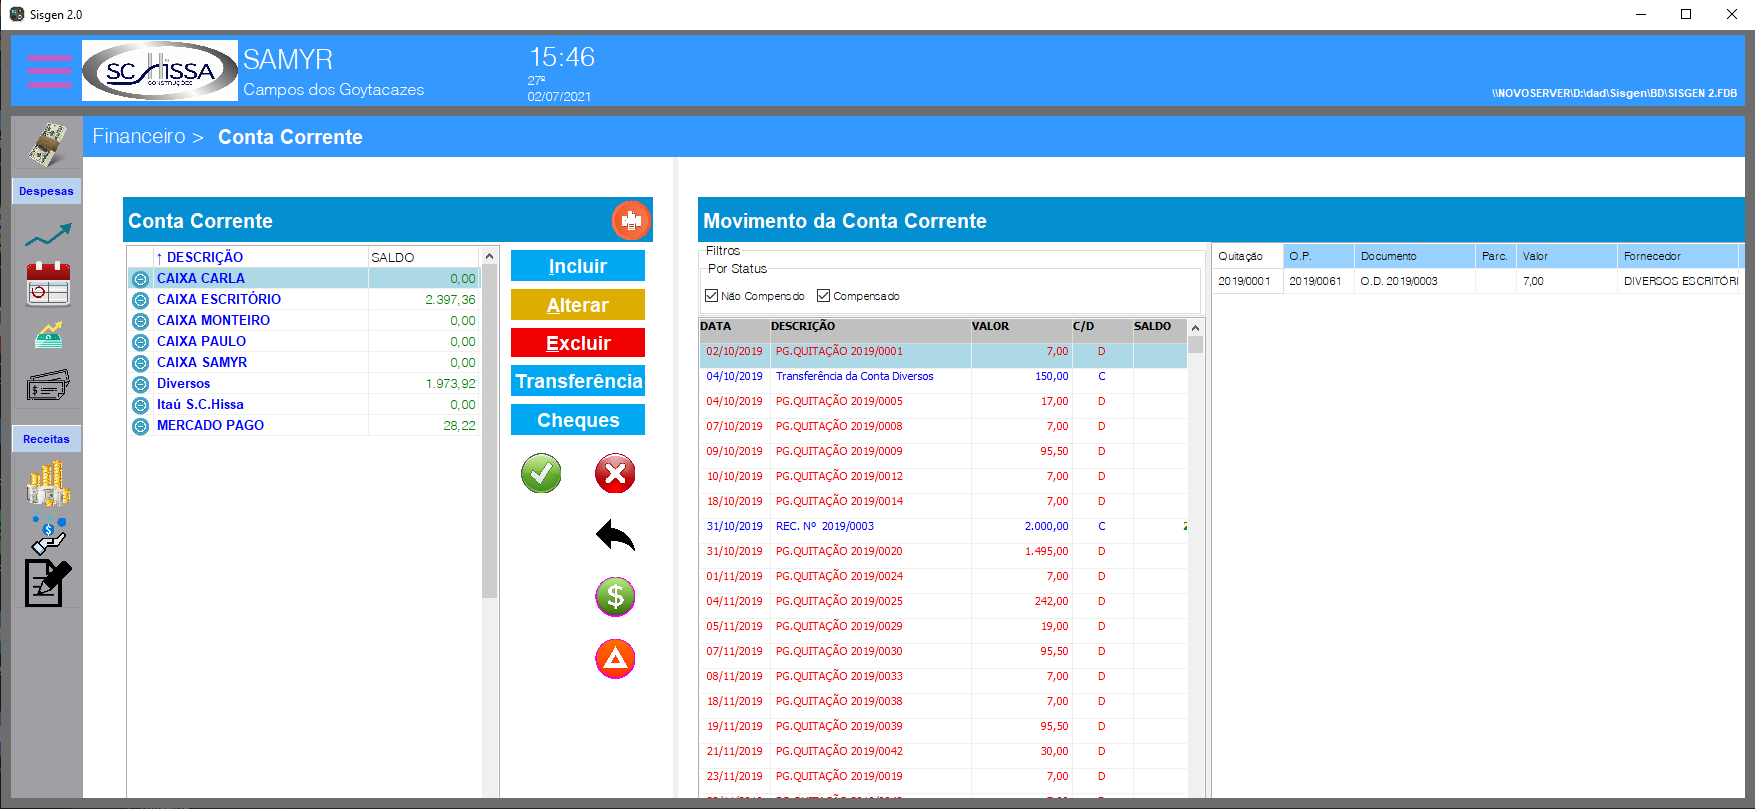 Sisgen 2.0
SC HISSA
CONSTRUÇÕES
SAMYR
Campos dos Goytacazes
15:46
27ª
02/07/2021
\\NOVOSERVER\D:\dad\Sisgen\BD\SISGEN 2.FDB
Financeiro > Conta Corrente
Despesas
Receitas
Conta Corrente
↑ DESCRIÇÃO SALDO
CAIXA CARLA 0,00
CAIXA ESCRITÓRIO 2.397,36
CAIXA MONTEIRO 0,00
CAIXA PAULO 0,00
CAIXA SAMYR 0,00
Diversos 1.973,92
Itaú S.C.Hissa 0,00
MERCADO PAGO 28,22
Incluir
Alterar
Excluir
Transferência
Cheques
Movimento da Conta Corrente
Filtros
Por Status
Não Compensdo Compensado
DATA DESCRIÇÃO VALOR C/D SALDO
02/10/2019 PG.QUITAÇÃO 2019/0001 7,00 D
04/10/2019 Transferência da Conta Diversos 150,00 C
04/10/2019 PG.QUITAÇÃO 2019/0005 17,00 D
07/10/2019 PG.QUITAÇÃO 2019/0008 7,00 D
09/10/2019 PG.QUITAÇÃO 2019/0009 95,50 D
10/10/2019 PG.QUITAÇÃO 2019/0012 7,00 D
18/10/2019 PG.QUITAÇÃO 2019/0014 7,00 D
31/10/2019 REC. Nº 2019/0003 2.000,00 C 2
31/10/2019 PG.QUITAÇÃO 2019/0020 1.495,00 D
01/11/2019 PG.QUITAÇÃO 2019/0024 7,00 D
04/11/2019 PG.QUITAÇÃO 2019/0025 242,00 D
05/11/2019 PG.QUITAÇÃO 2019/0029 19,00 D
07/11/2019 PG.QUITAÇÃO 2019/0030 95,50 D
08/11/2019 PG.QUITAÇÃO 2019/0033 7,00 D
18/11/2019 PG.QUITAÇÃO 2019/0038 7,00 D
19/11/2019 PG.QUITAÇÃO 2019/0039 95,50 D
21/11/2019 PG.QUITAÇÃO 2019/0042 30,00 D
23/11/2019 PG.QUITAÇÃO 2019/0019 7,00 D
Quitação O.P. Documento Parc. Valor Fornecedor
2019/0001 2019/0061 O.D. 2019/0003 7,00 DIVERSOS ESCRITÓRI